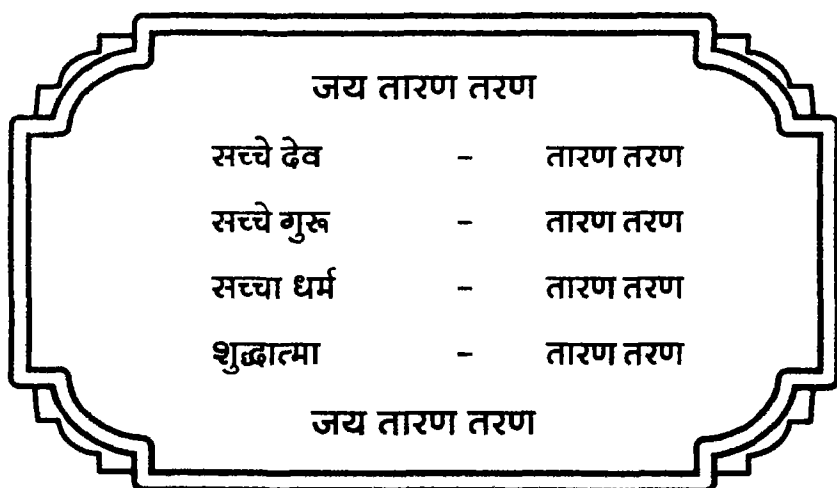 जय तारण तरण
सच्चे देव - तारण तरण
सच्चे गुरू - तारण तरण
सच्चा धर्म - तारण तरण
शुद्धात्मा - तारण तरण
जय तारण तरण